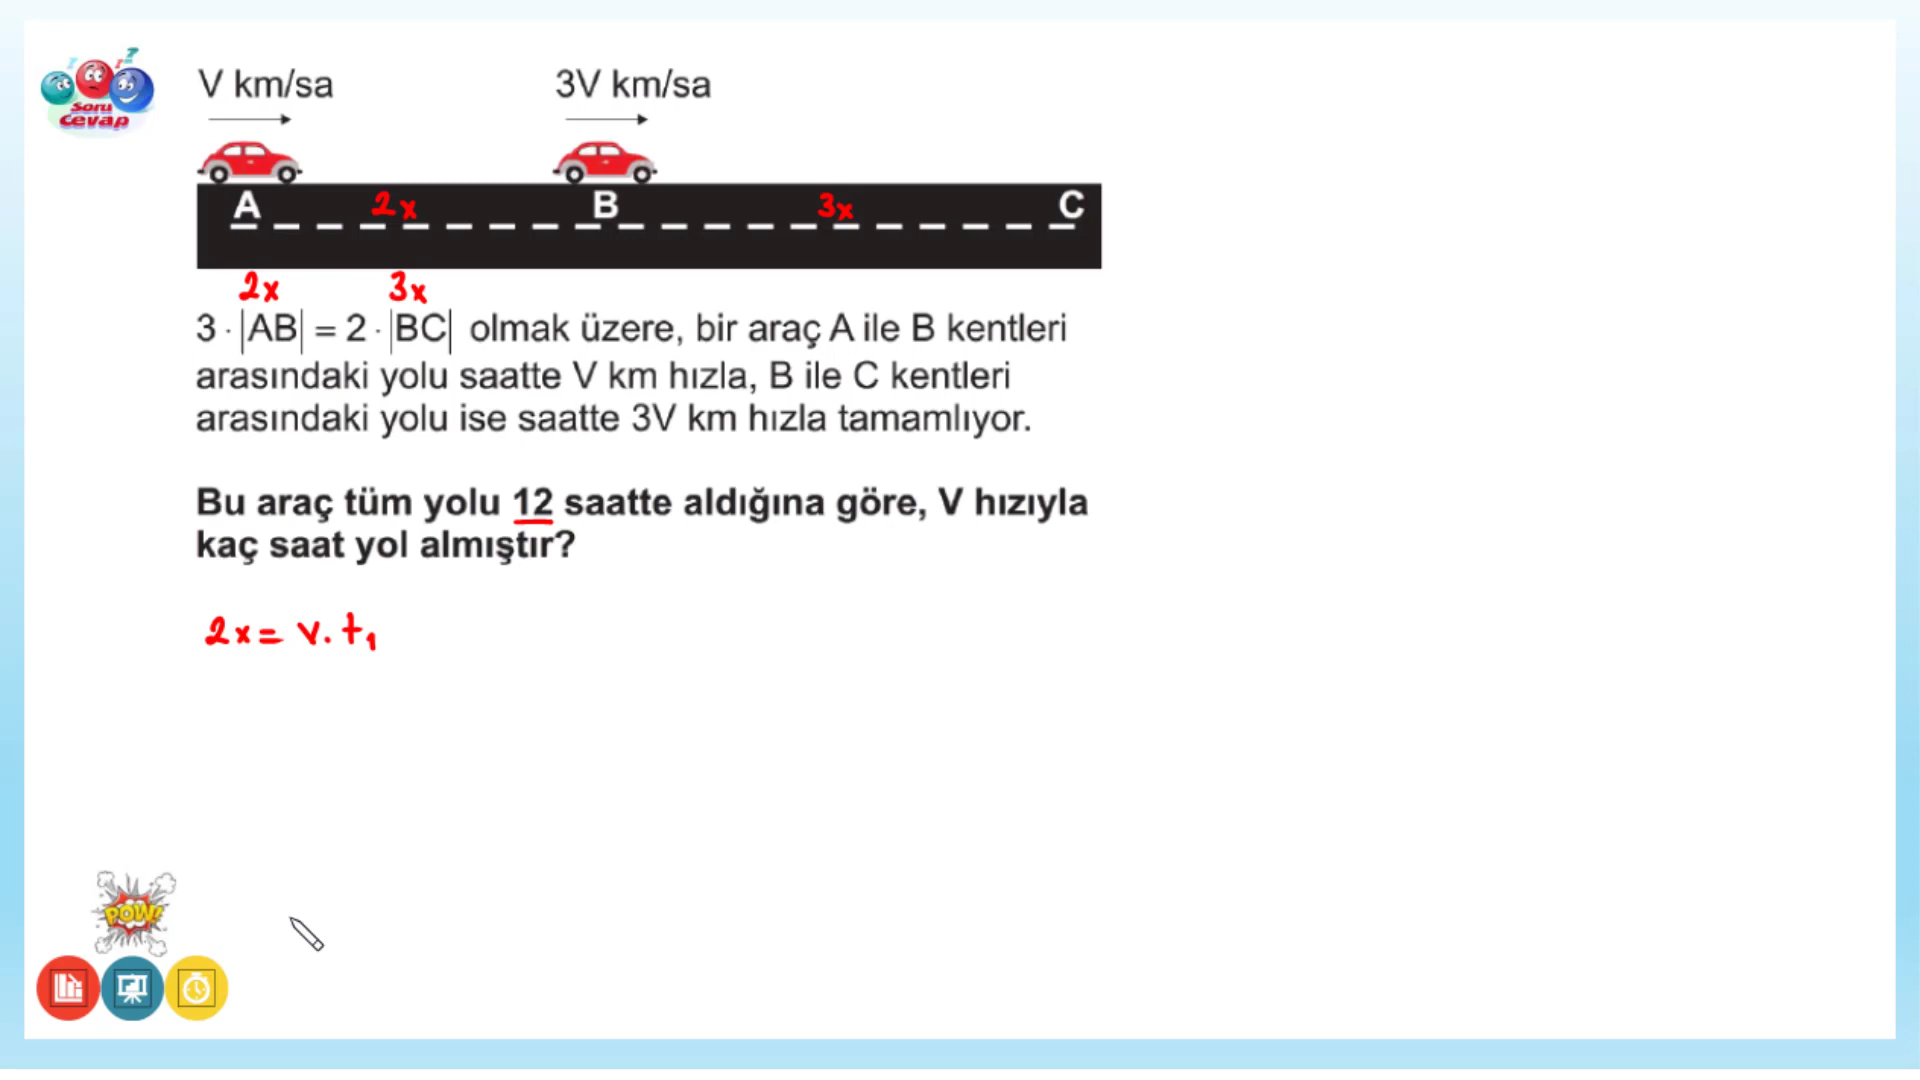 Soru
Cevap
V km/sa 3V km/sa
A 2x B 3x C
2x 3x
3 · |AB| = 2 · |BC| olmak üzere, bir araç A ile B kentleri
arasındaki yolu saatte V km hızla, B ile C kentleri
arasındaki yolu ise saatte 3V km hızla tamamlıyor.
Bu araç tüm yolu 12 saatte aldığına göre, V hızıyla
kaç saat yol almıştır?
2x = v.t₁
POW!